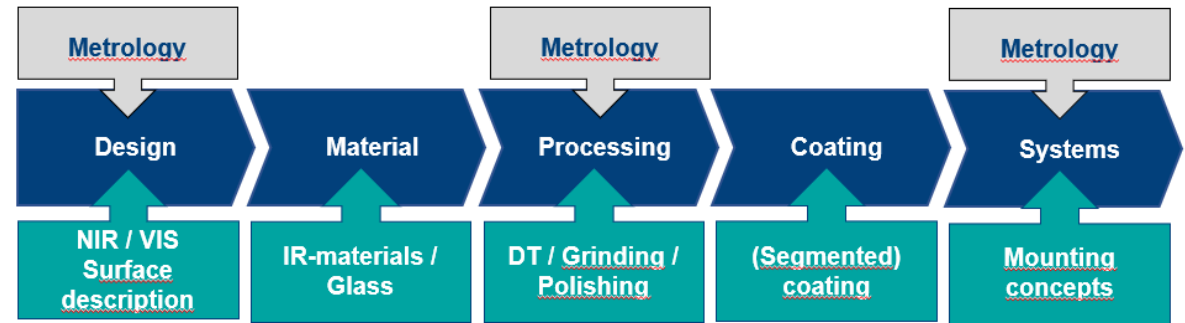 Metrology
Metrology
Metrology
Design
Material
Processing
Coating
Systems
NIR / VIS
Surface
description
IR-materials /
Glass
DT / Grinding /
Polishing
(Segmented)
coating
Mounting
concepts